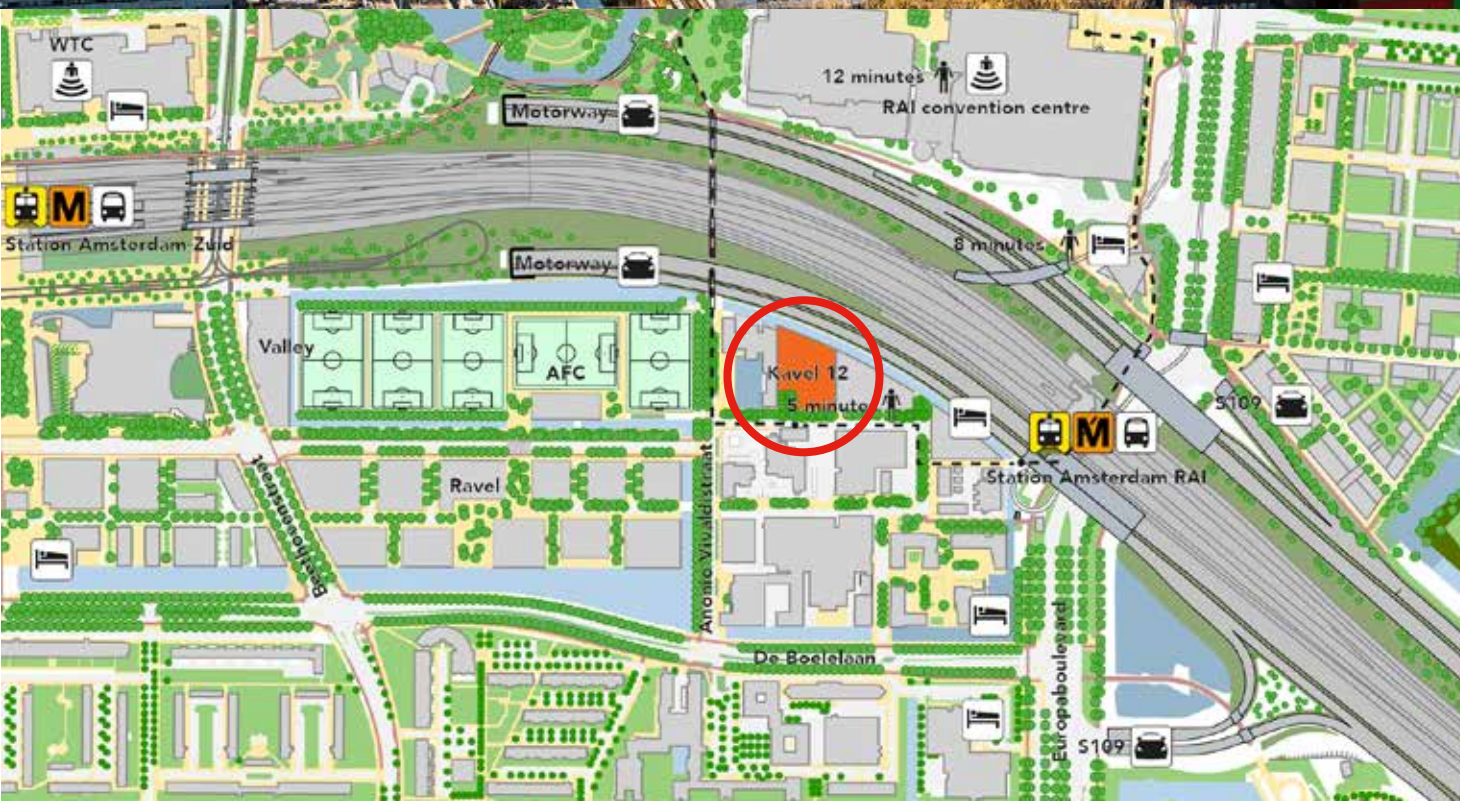 WTC
12 minutes
RAI convention centre
Motorway
M
Station Amsterdam Zuid
8 minutes
Motorway
Valley
AFC
Kavel 12
5 minute
S109
M
Station Amsterdam RAI
Beethovenstraat
Ravel
Anonio Vivaldistraat
De Boelelaan
Europaboulevard
S109